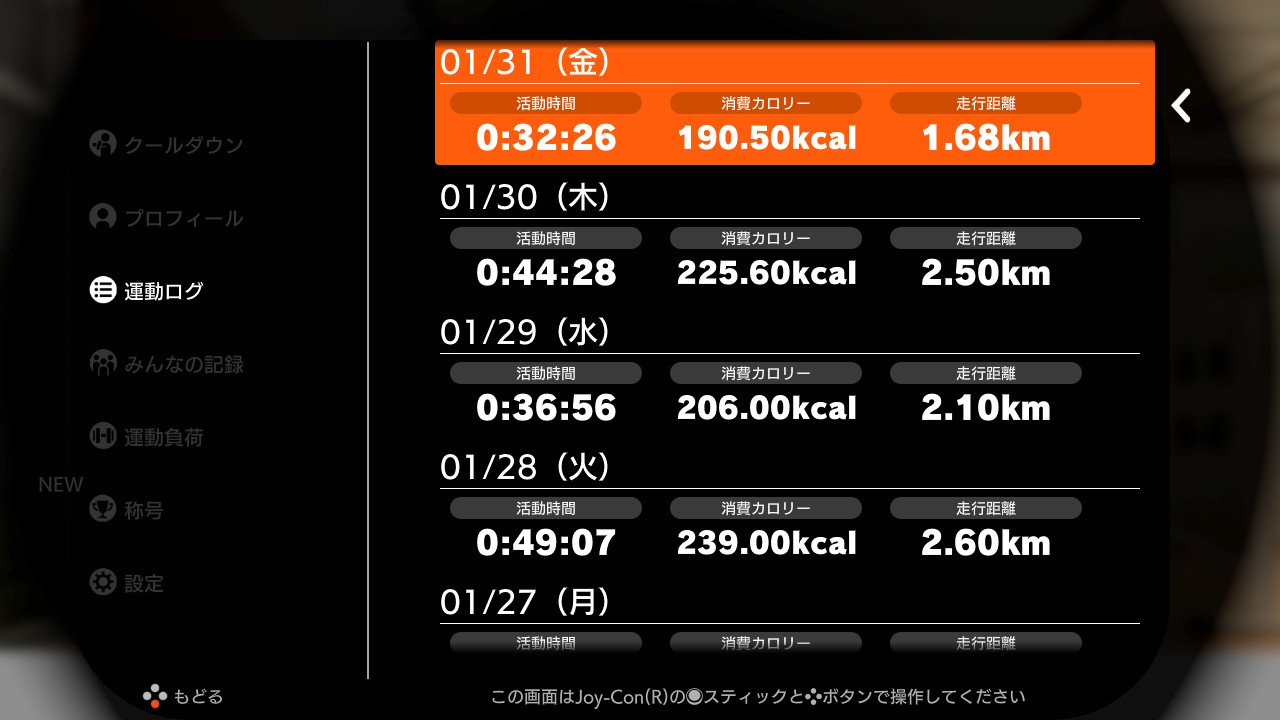 クールダウン
プロフィール
運動ログ
みんなの記録
運動負荷
NEW
称号
設定
01/31（金）
活動時間 消費カロリー 走行距離
0:32:26 190.50kcal 1.68km
01/30（木）
活動時間 消費カロリー 走行距離
0:44:28 225.60kcal 2.50km
01/29（水）
活動時間 消費カロリー 走行距離
0:36:56 206.00kcal 2.10km
01/28（火）
活動時間 消費カロリー 走行距離
0:49:07 239.00kcal 2.60km
01/27（月）
活動時間 消費カロリー 走行距離
もどる
この画面はJoy-Con(R)のスティックとボタンで操作してください